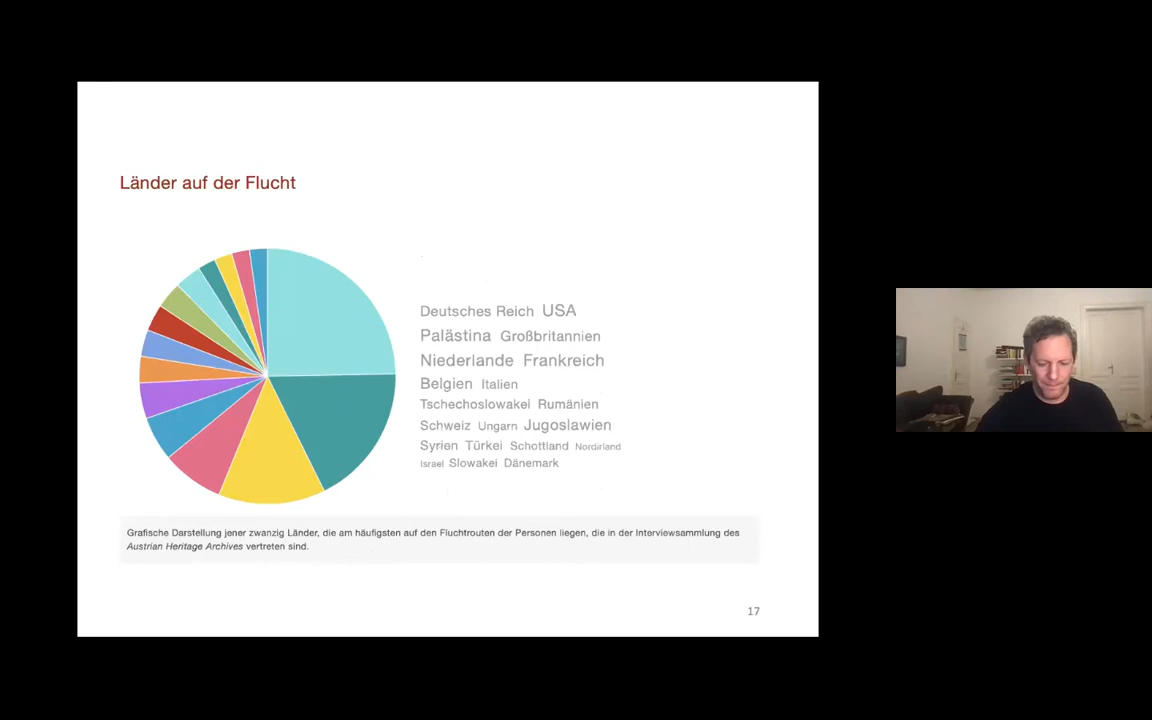 Länder auf der Flucht
Deutsches Reich USA
Palästina Großbritannien
Niederlande Frankreich
Belgien Italien
Tschechoslowakei Rumänien
Schweiz Ungarn Jugoslawien
Syrien Türkei Schottland Nordirland
Israel Slowakei Dänemark
Grafische Darstellung jener zwanzig Länder, die am häufigsten auf den Fluchtrouten der Personen liegen, die in der Interviewsammlung des
Austrian Heritage Archives vertreten sind.
17